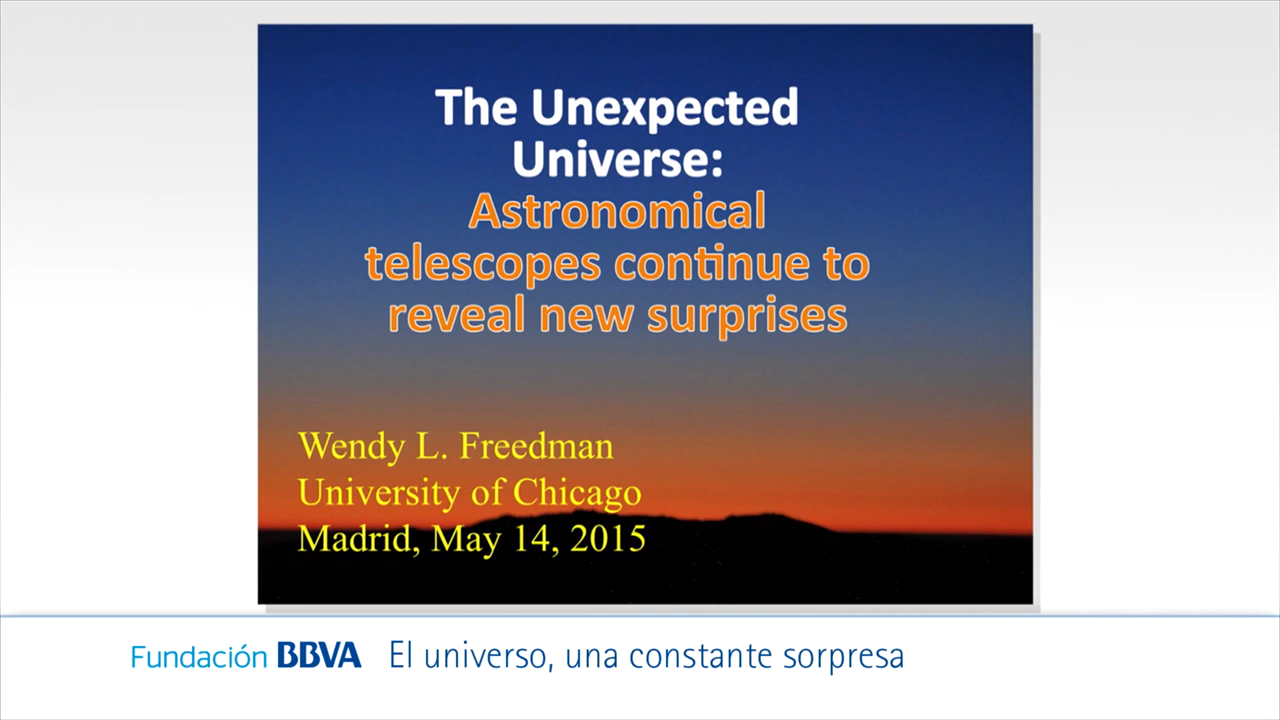 The Unexpected
Universe:
Astronomical
telescopes continue to
reveal new surprises
Wendy L. Freedman
University of Chicago
Madrid, May 14, 2015
Fundación BBVA El universo, una constante sorpresa